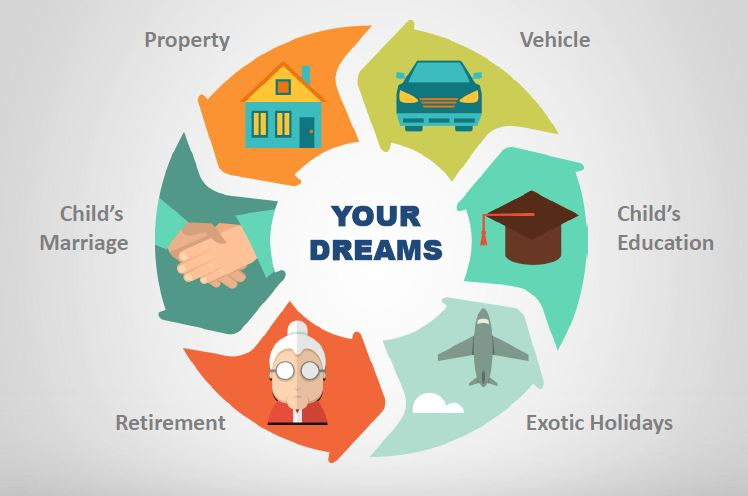 Property
Vehicle
Child’s
Marriage
YOUR
DREAMS
Child’s
Education
Retirement
Exotic Holidays